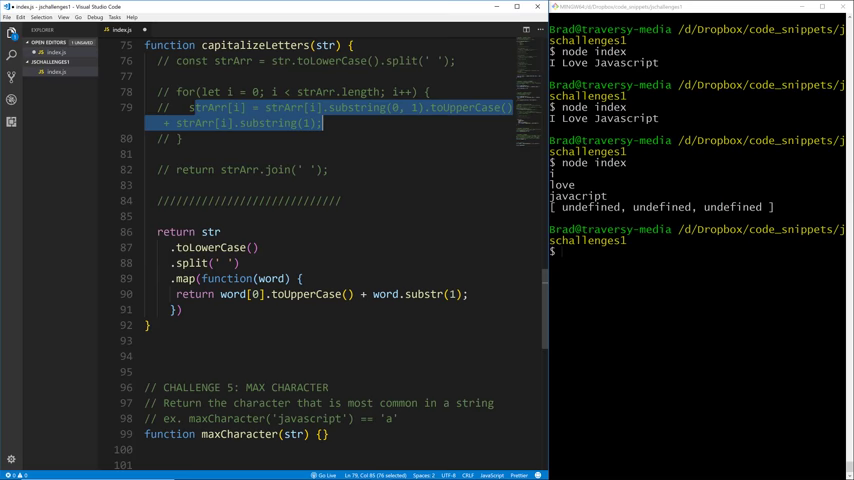 index.js - jschallenges1 - Visual Studio Code
File Edit Selection View Go Debug Tasks Help
EXPLORER
OPEN EDITORS 1 UNSAVED
index.js
JSCHALLENGES1
index.js
index.js
75 function capitalizeLetters(str) {
76 // const strArr = str.toLowerCase().split(' ');
77
78 // for(let i = 0; i < strArr.length; i++) {
79 //   strArr[i] = strArr[i].substring(0, 1).toUpperCase()
+ strArr[i].substring(1);
80 // }
81
82 // return strArr.join(' ');
83
84 /////////////////////////////
85
86 return str
87 .toLowerCase()
88 .split(' ')
89 .map(function(word) {
90 return word[0].toUpperCase() + word.substr(1);
91 })
92 }
93
94
95
96 // CHALLENGE 5: MAX CHARACTER
97 // Return the character that is most common in a string
98 // ex. maxCharacter('javascript') == 'a'
99 function maxCharacter(str) {}
100
101
0 0 Go Live Ln 79, Col 85 (76 selected) Spaces: 2 UTF-8 CRLF JavaScript Prettier
MINGW64:/d/Dropbox/code_snippets/jschallenges1
Brad@traversy-media /d/Dropbox/code_snippets/j
schallenges1
$ node index
I Love Javascript
Brad@traversy-media /d/Dropbox/code_snippets/j
schallenges1
$ node index
I Love Javascript
Brad@traversy-media /d/Dropbox/code_snippets/j
schallenges1
$ node index
i
love
javacript
[ undefined, undefined, undefined ]
Brad@traversy-media /d/Dropbox/code_snippets/j
schallenges1
$